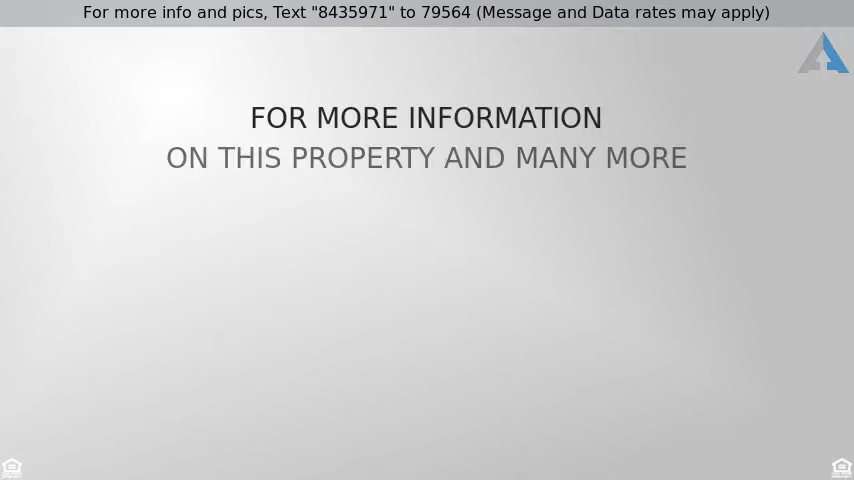 For more info and pics, Text "8435971" to 79564 (Message and Data rates may apply)
FOR MORE INFORMATION
ON THIS PROPERTY AND MANY MORE